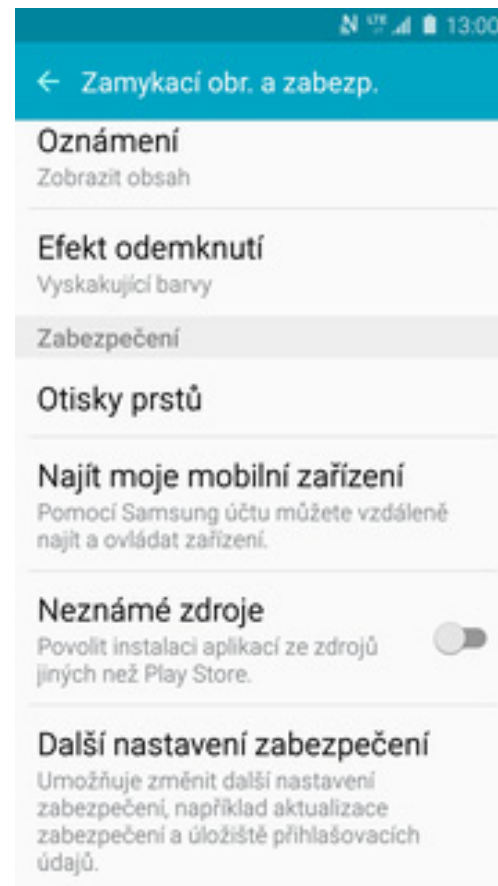 LTE 13:00
Zamykací obr. a zabezp.
Oznámení
Zobrazit obsah
Efekt odemknutí
Vyskakující barvy
Zabezpečení
Otisky prstů
Najít moje mobilní zařízení
Pomocí Samsung účtu můžete vzdáleně
najít a ovládat zařízení.
Neznámé zdroje
Povolit instalaci aplikací ze zdrojů
jiných než Play Store.
Další nastavení zabezpečení
Umožňuje změnit další nastavení
zabezpečení, například aktualizace
zabezpečení a úložiště přihlašovacích
údajů.